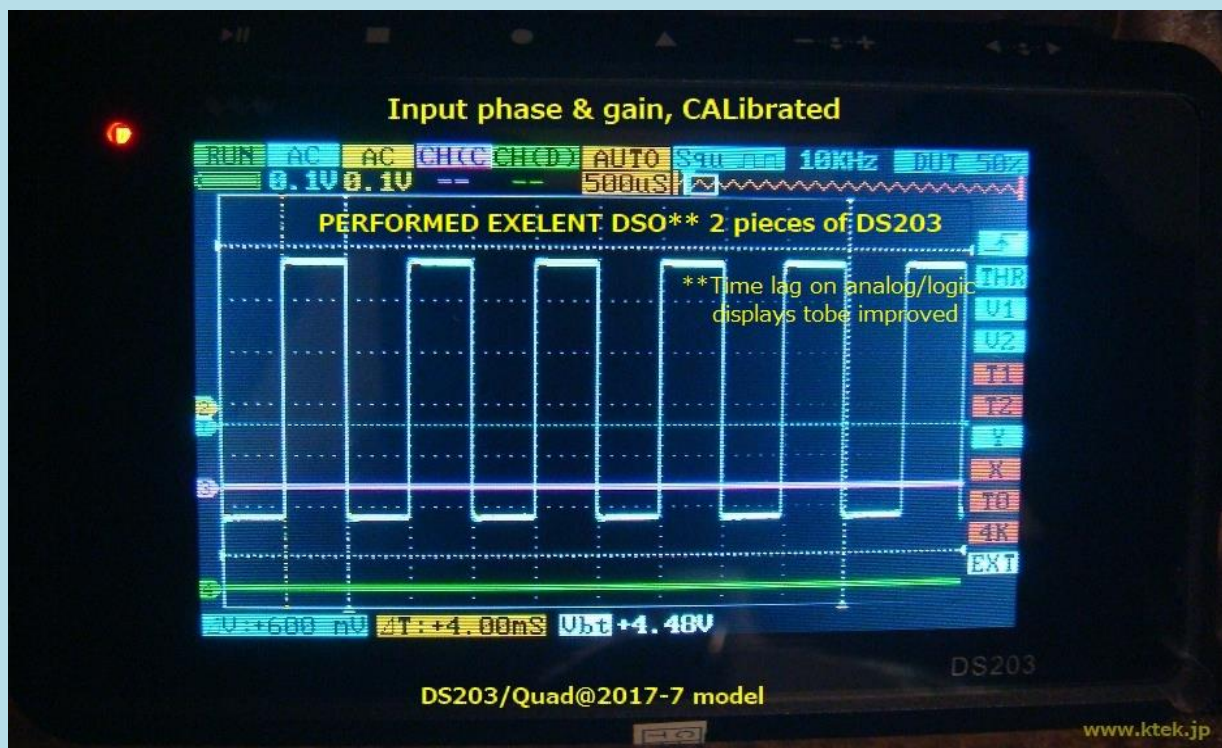 Input phase & gain, CALibrated
RUN AC AC CH(C CH(D) AUTO Squ 10KHz DUT 50%
0.1V 0.1V -- -- 500uS
PERFORMED EXELENT DSO** 2 pieces of DS203
**Time lag on analog/logic
displays tobe improved
THR
V1
V2
T1
T2
Y
X
T0
4K
EXT
⊿V:+600 mV ⊿T:+4.00mS Vbt +4.48V
DS203
DS203/Quad@2017-7 model
www.ktek.jp